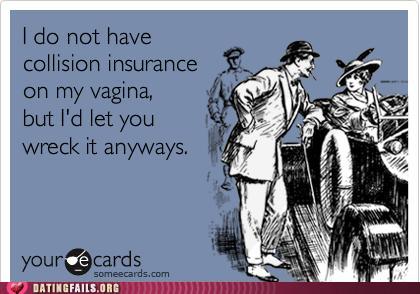 I do not have
collision insurance
on my vagina,
but I'd let you
wreck it anyways.
your e cards
someecards.com
DATINGFAILS.ORG